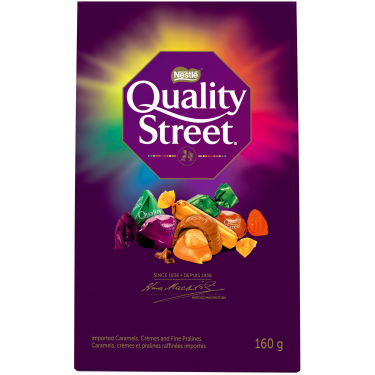 Nestlé
Quality
Street®
Quality
SINCE 1936 • DEPUIS 1936
Imported Caramels, Crèmes and Fine Pralines
Caramels, crèmes et pralines raffinées importés
160 g